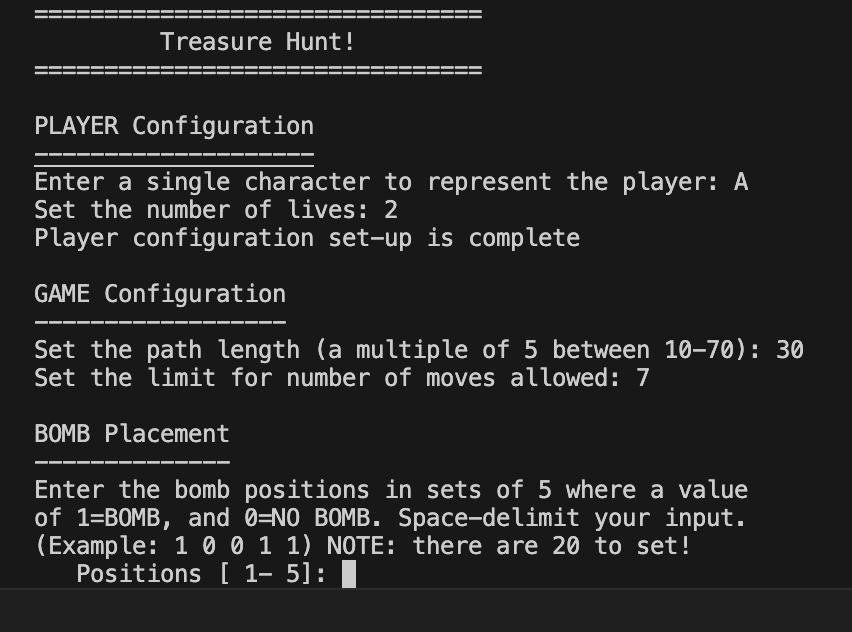 ================================
         Treasure Hunt!
================================
PLAYER Configuration
--------------------
Enter a single character to represent the player: A
Set the number of lives: 2
Player configuration set-up is complete
GAME Configuration
------------------
Set the path length (a multiple of 5 between 10-70): 30
Set the limit for number of moves allowed: 7
BOMB Placement
--------------
Enter the bomb positions in sets of 5 where a value
of 1=BOMB, and 0=NO BOMB. Space-delimit your input.
(Example: 1 0 0 1 1) NOTE: there are 20 to set!
   Positions [ 1- 5]: